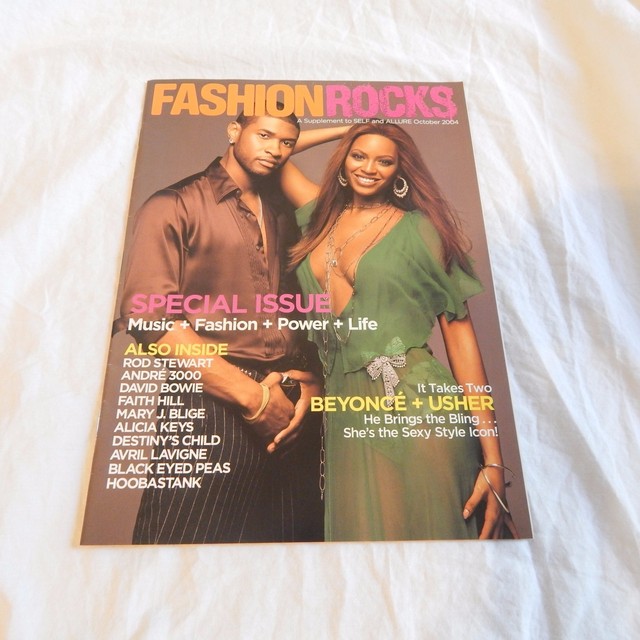 FASHIONROCKS
A Supplement to SELF and ALLURE October 2004
SPECIAL ISSUE
Music + Fashion + Power + Life
ALSO INSIDE
ROD STEWART
ANDRÉ 3000
DAVID BOWIE
FAITH HILL
MARY J. BLIGE
ALICIA KEYS
DESTINY'S CHILD
AVRIL LAVIGNE
BLACK EYED PEAS
HOOBASTANK
It Takes Two
BEYONCÉ + USHER
He Brings the Bling...
She's the Sexy Style Icon!